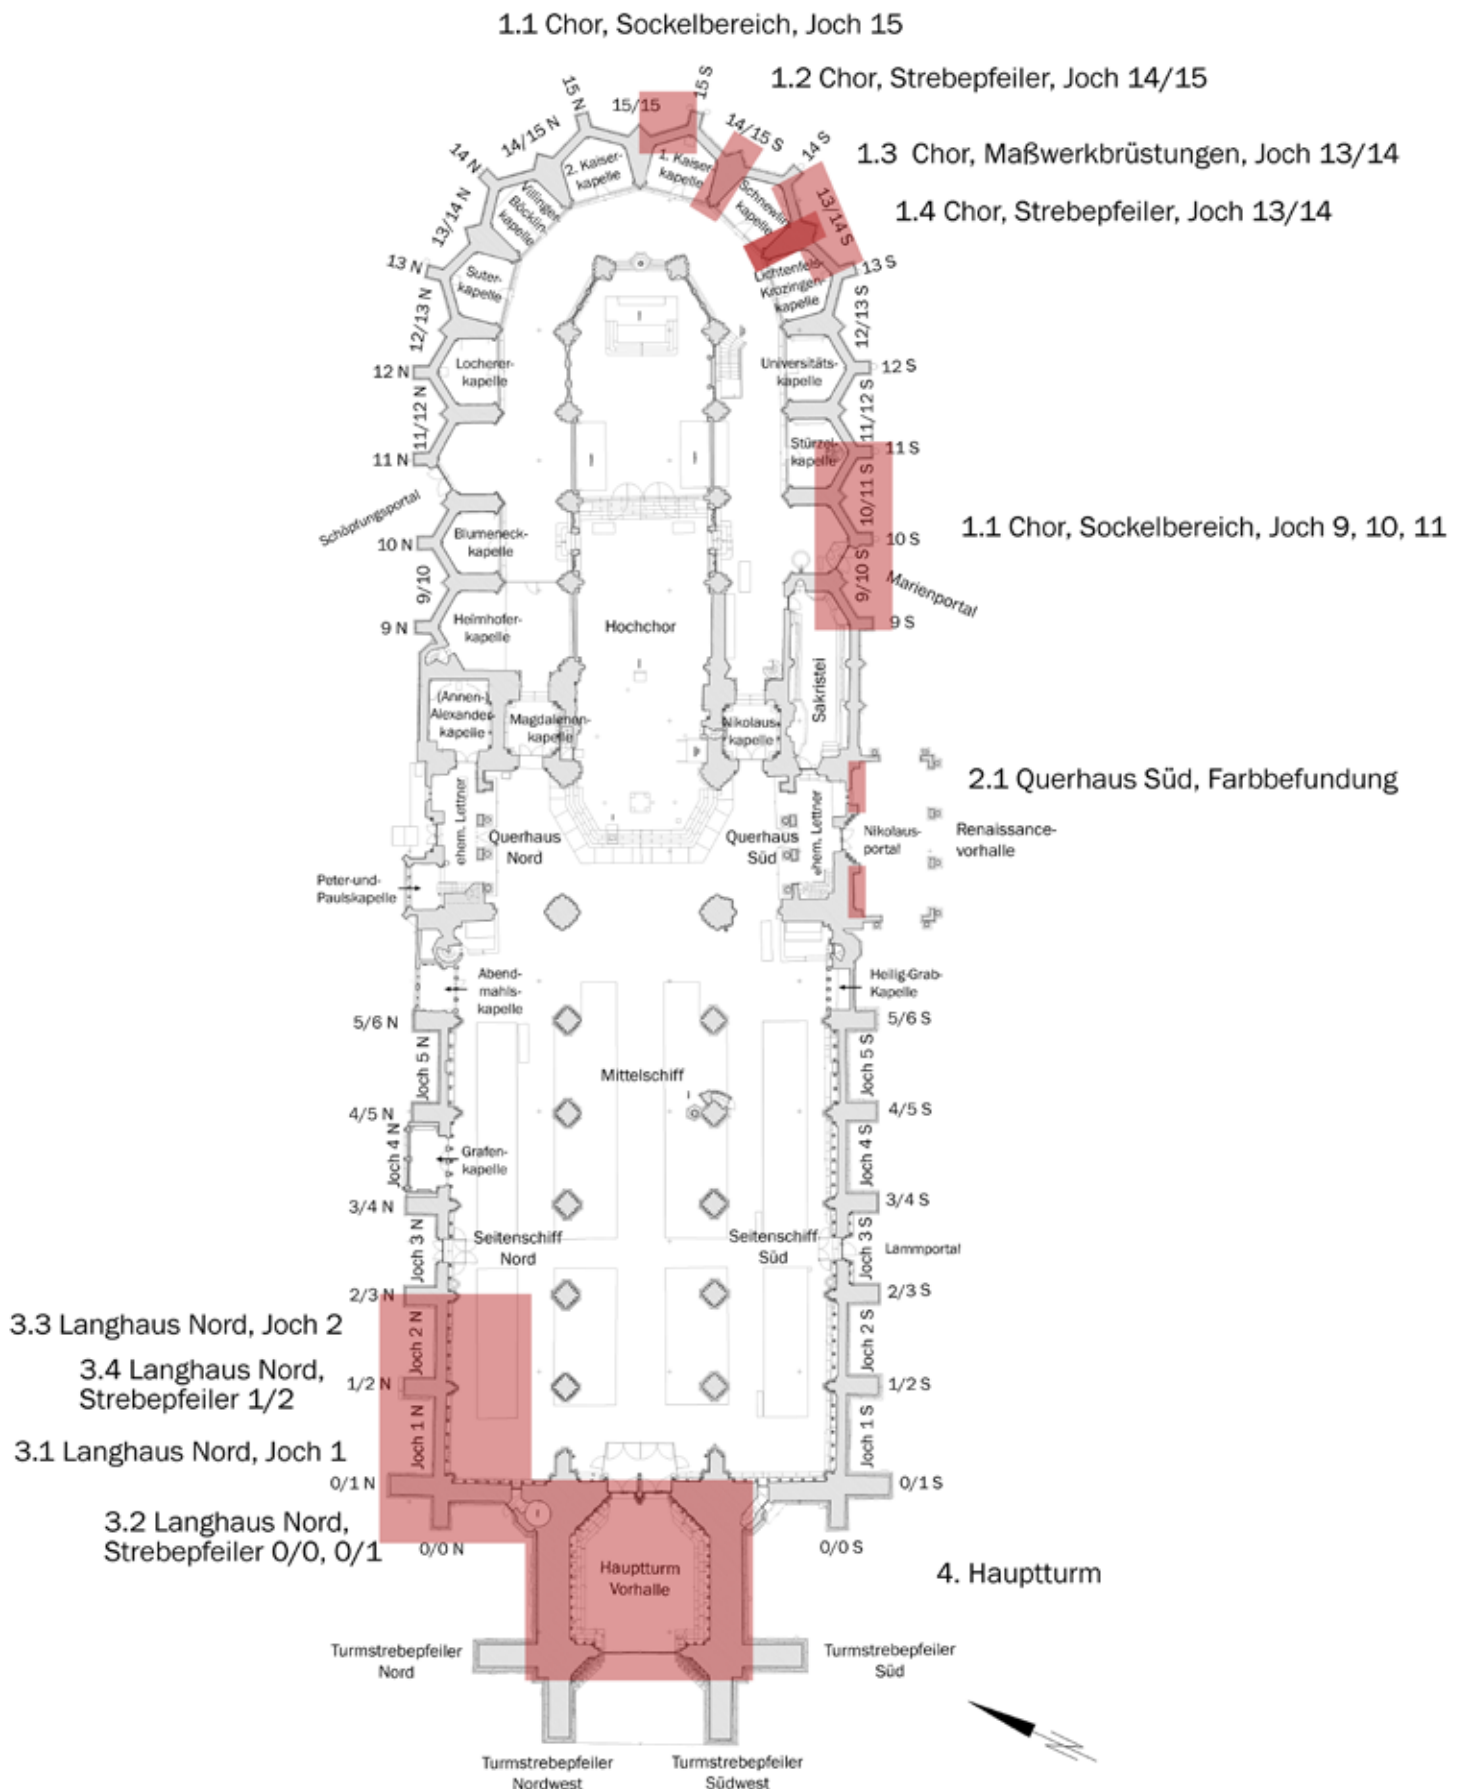 1.1 Chor, Sockelbereich, Joch 15
1.2 Chor, Strebepfeiler, Joch 14/15
1.3 Chor, Maßwerkbrüstungen, Joch 13/14
1.4 Chor, Strebepfeiler, Joch 13/14
15 N
15/15
15 S
14/15 N
14/15 S
14 N
14 S
13/14 N
13/14 S
2. Kaiser-
kapelle
1. Kaiser-
kapelle
Villinger-
Böcklin-
kapelle
Schnewlin-
kapelle
13 N
13 S
Suter-
kapelle
Lichtenfels-
Krozingen-
kapelle
12/13 N
12/13 S
12 N
Locherer-
kapelle
Universitäts-
kapelle
12 S
11/12 N
11/12 S
Stürzel-
kapelle
11 N
11 S
10/11 S
Schöpfungsportal
1.1 Chor, Sockelbereich, Joch 9, 10, 11
10 N
Blumeneck-
kapelle
10 S
9/10
9/10 S
Marienportal
9 N
Heimhofer-
kapelle
Hochchor
9 S
(Annen-)
Alexander-
kapelle
Magdalenen-
kapelle
Nikolaus-
kapelle
Sakristei
2.1 Querhaus Süd, Farbbefundung
ehem. Lettner
Querhaus
Nord
Querhaus
Süd
ehem. Lettner
Nikolaus-
portal
Renaissance-
vorhalle
Peter-und-
Paulskapelle
Abend-
mahls-
kapelle
Heilig-Grab-
Kapelle
5/6 N
5/6 S
Joch 5 N
Mittelschiff
Joch 5 S
4/5 N
4/5 S
Joch 4 N
Grafen-
kapelle
Joch 4 S
3/4 N
3/4 S
Joch 3 N
Seitenschiff
Nord
Seitenschiff
Süd
Joch 3 S
Lammportal
2/3 N
2/3 S
3.3 Langhaus Nord, Joch 2
Joch 2 N
Joch 2 S
3.4 Langhaus Nord,
Strebepfeiler 1/2
1/2 N
1/2 S
3.1 Langhaus Nord, Joch 1
Joch 1 N
Joch 1 S
0/1 N
0/1 S
3.2 Langhaus Nord,
Strebepfeiler 0/0, 0/1
0/0 N
0/0 S
Hauptturm
Vorhalle
4. Hauptturm
Turmstrebepfeiler
Nord
Turmstrebepfeiler
Süd
Turmstrebepfeiler
Nordwest
Turmstrebepfeiler
Südwest
N